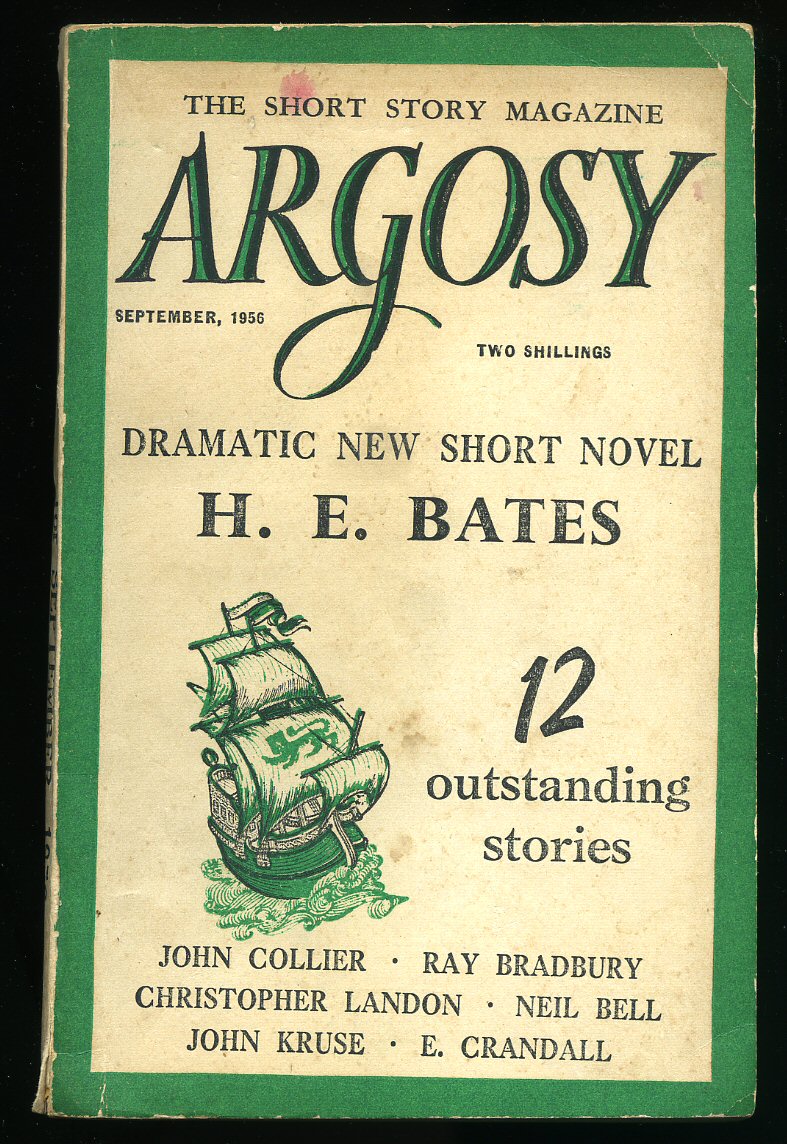 THE SHORT STORY MAGAZINE
ARGOSY
SEPTEMBER, 1956
TWO SHILLINGS
DRAMATIC NEW SHORT NOVEL
H. E. BATES
12
outstanding
stories
JOHN COLLIER · RAY BRADBURY
CHRISTOPHER LANDON · NEIL BELL
JOHN KRUSE · E. CRANDALL